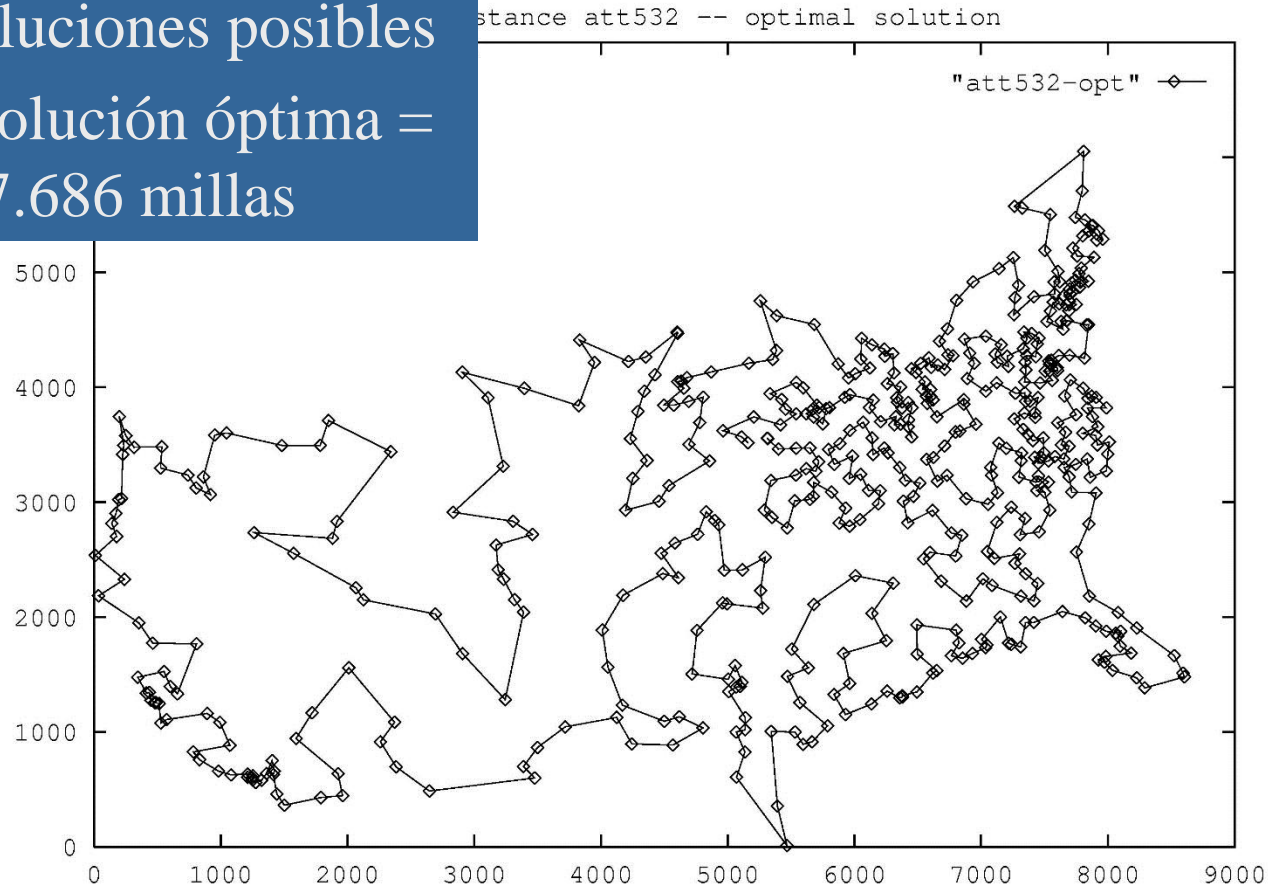 luciones posibles
olución óptima =
7.686 millas
stance att532 -- optimal solution
"att532-opt"
5000
4000
3000
2000
1000
0
0 1000 2000 3000 4000 5000 6000 7000 8000 9000